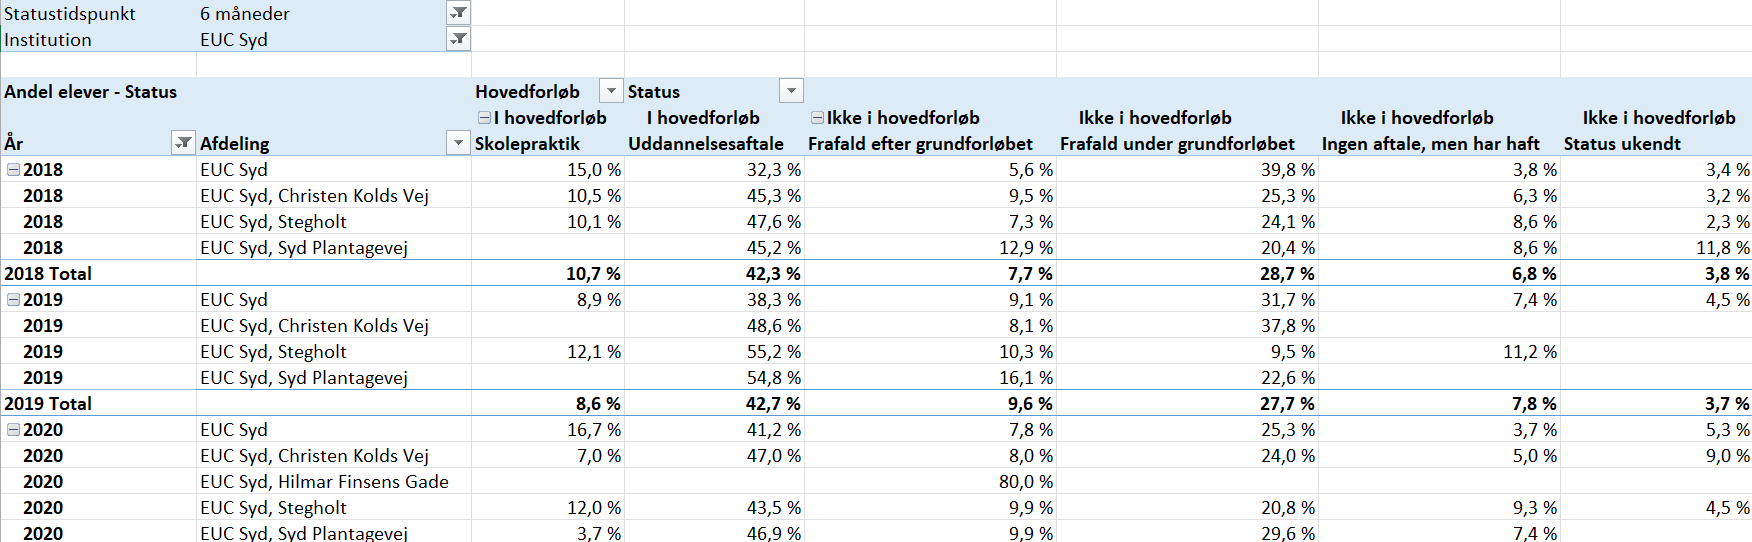 Statustidspunkt 6 måneder
Institution EUC Syd
Andel elever - Status Hovedforløb Status
I hovedforløb I hovedforløb Ikke i hovedforløb Ikke i hovedforløb Ikke i hovedforløb Ikke i hovedforløb
År Afdeling Skolepraktik Uddannelsesaftale Frafald efter grundforløbet Frafald under grundforløbet Ingen aftale, men har haft Status ukendt
2018 EUC Syd 15,0 % 32,3 % 5,6 % 39,8 % 3,8 % 3,4 %
2018 EUC Syd, Christen Kolds Vej 10,5 % 45,3 % 9,5 % 25,3 % 6,3 % 3,2 %
2018 EUC Syd, Stegholt 10,1 % 47,6 % 7,3 % 24,1 % 8,6 % 2,3 %
2018 EUC Syd, Syd Plantagevej 45,2 % 12,9 % 20,4 % 8,6 % 11,8 %
2018 Total 10,7 % 42,3 % 7,7 % 28,7 % 6,8 % 3,8 %
2019 EUC Syd 8,9 % 38,3 % 9,1 % 31,7 % 7,4 % 4,5 %
2019 EUC Syd, Christen Kolds Vej 48,6 % 8,1 % 37,8 %
2019 EUC Syd, Stegholt 12,1 % 55,2 % 10,3 % 9,5 % 11,2 %
2019 EUC Syd, Syd Plantagevej 54,8 % 16,1 % 22,6 %
2019 Total 8,6 % 42,7 % 9,6 % 27,7 % 7,8 % 3,7 %
2020 EUC Syd 16,7 % 41,2 % 7,8 % 25,3 % 3,7 % 5,3 %
2020 EUC Syd, Christen Kolds Vej 7,0 % 47,0 % 8,0 % 24,0 % 5,0 % 9,0 %
2020 EUC Syd, Hilmar Finsens Gade 80,0 %
2020 EUC Syd, Stegholt 12,0 % 43,5 % 9,9 % 20,8 % 9,3 % 4,5 %
2020 EUC Syd, Syd Plantagevej 3,7 % 46,9 % 9,9 % 29,6 % 7,4 %